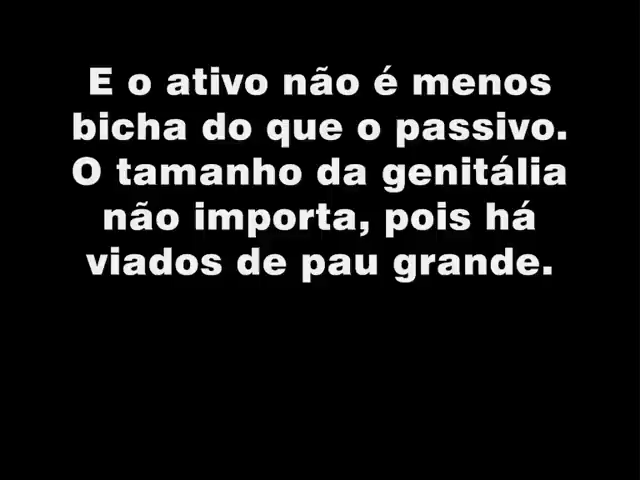 E o ativo não é menos
bicha do que o passivo.
O tamanho da genitália
não importa, pois há
viados de pau grande.